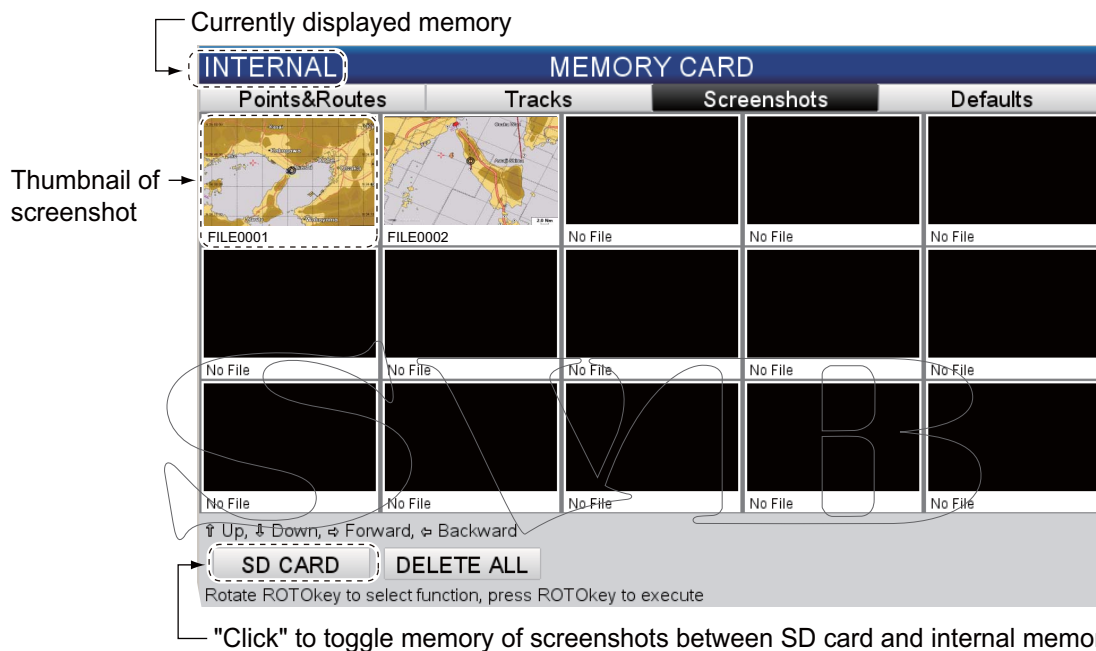 Currently displayed memory
INTERNAL MEMORY CARD
Points&Routes Tracks Screenshots Defaults
Thumbnail of
screenshot
FILE0001 FILE0002 No File No File No File
No File No File No File No File No File
No File No File No File No File No File
⇧ Up, ⇩ Down, ⇨ Forward, ⇦ Backward
SD CARD DELETE ALL
Rotate ROTOkey to select function, press ROTOkey to execute
"Click" to toggle memory of screenshots between SD card and internal memor
SVB